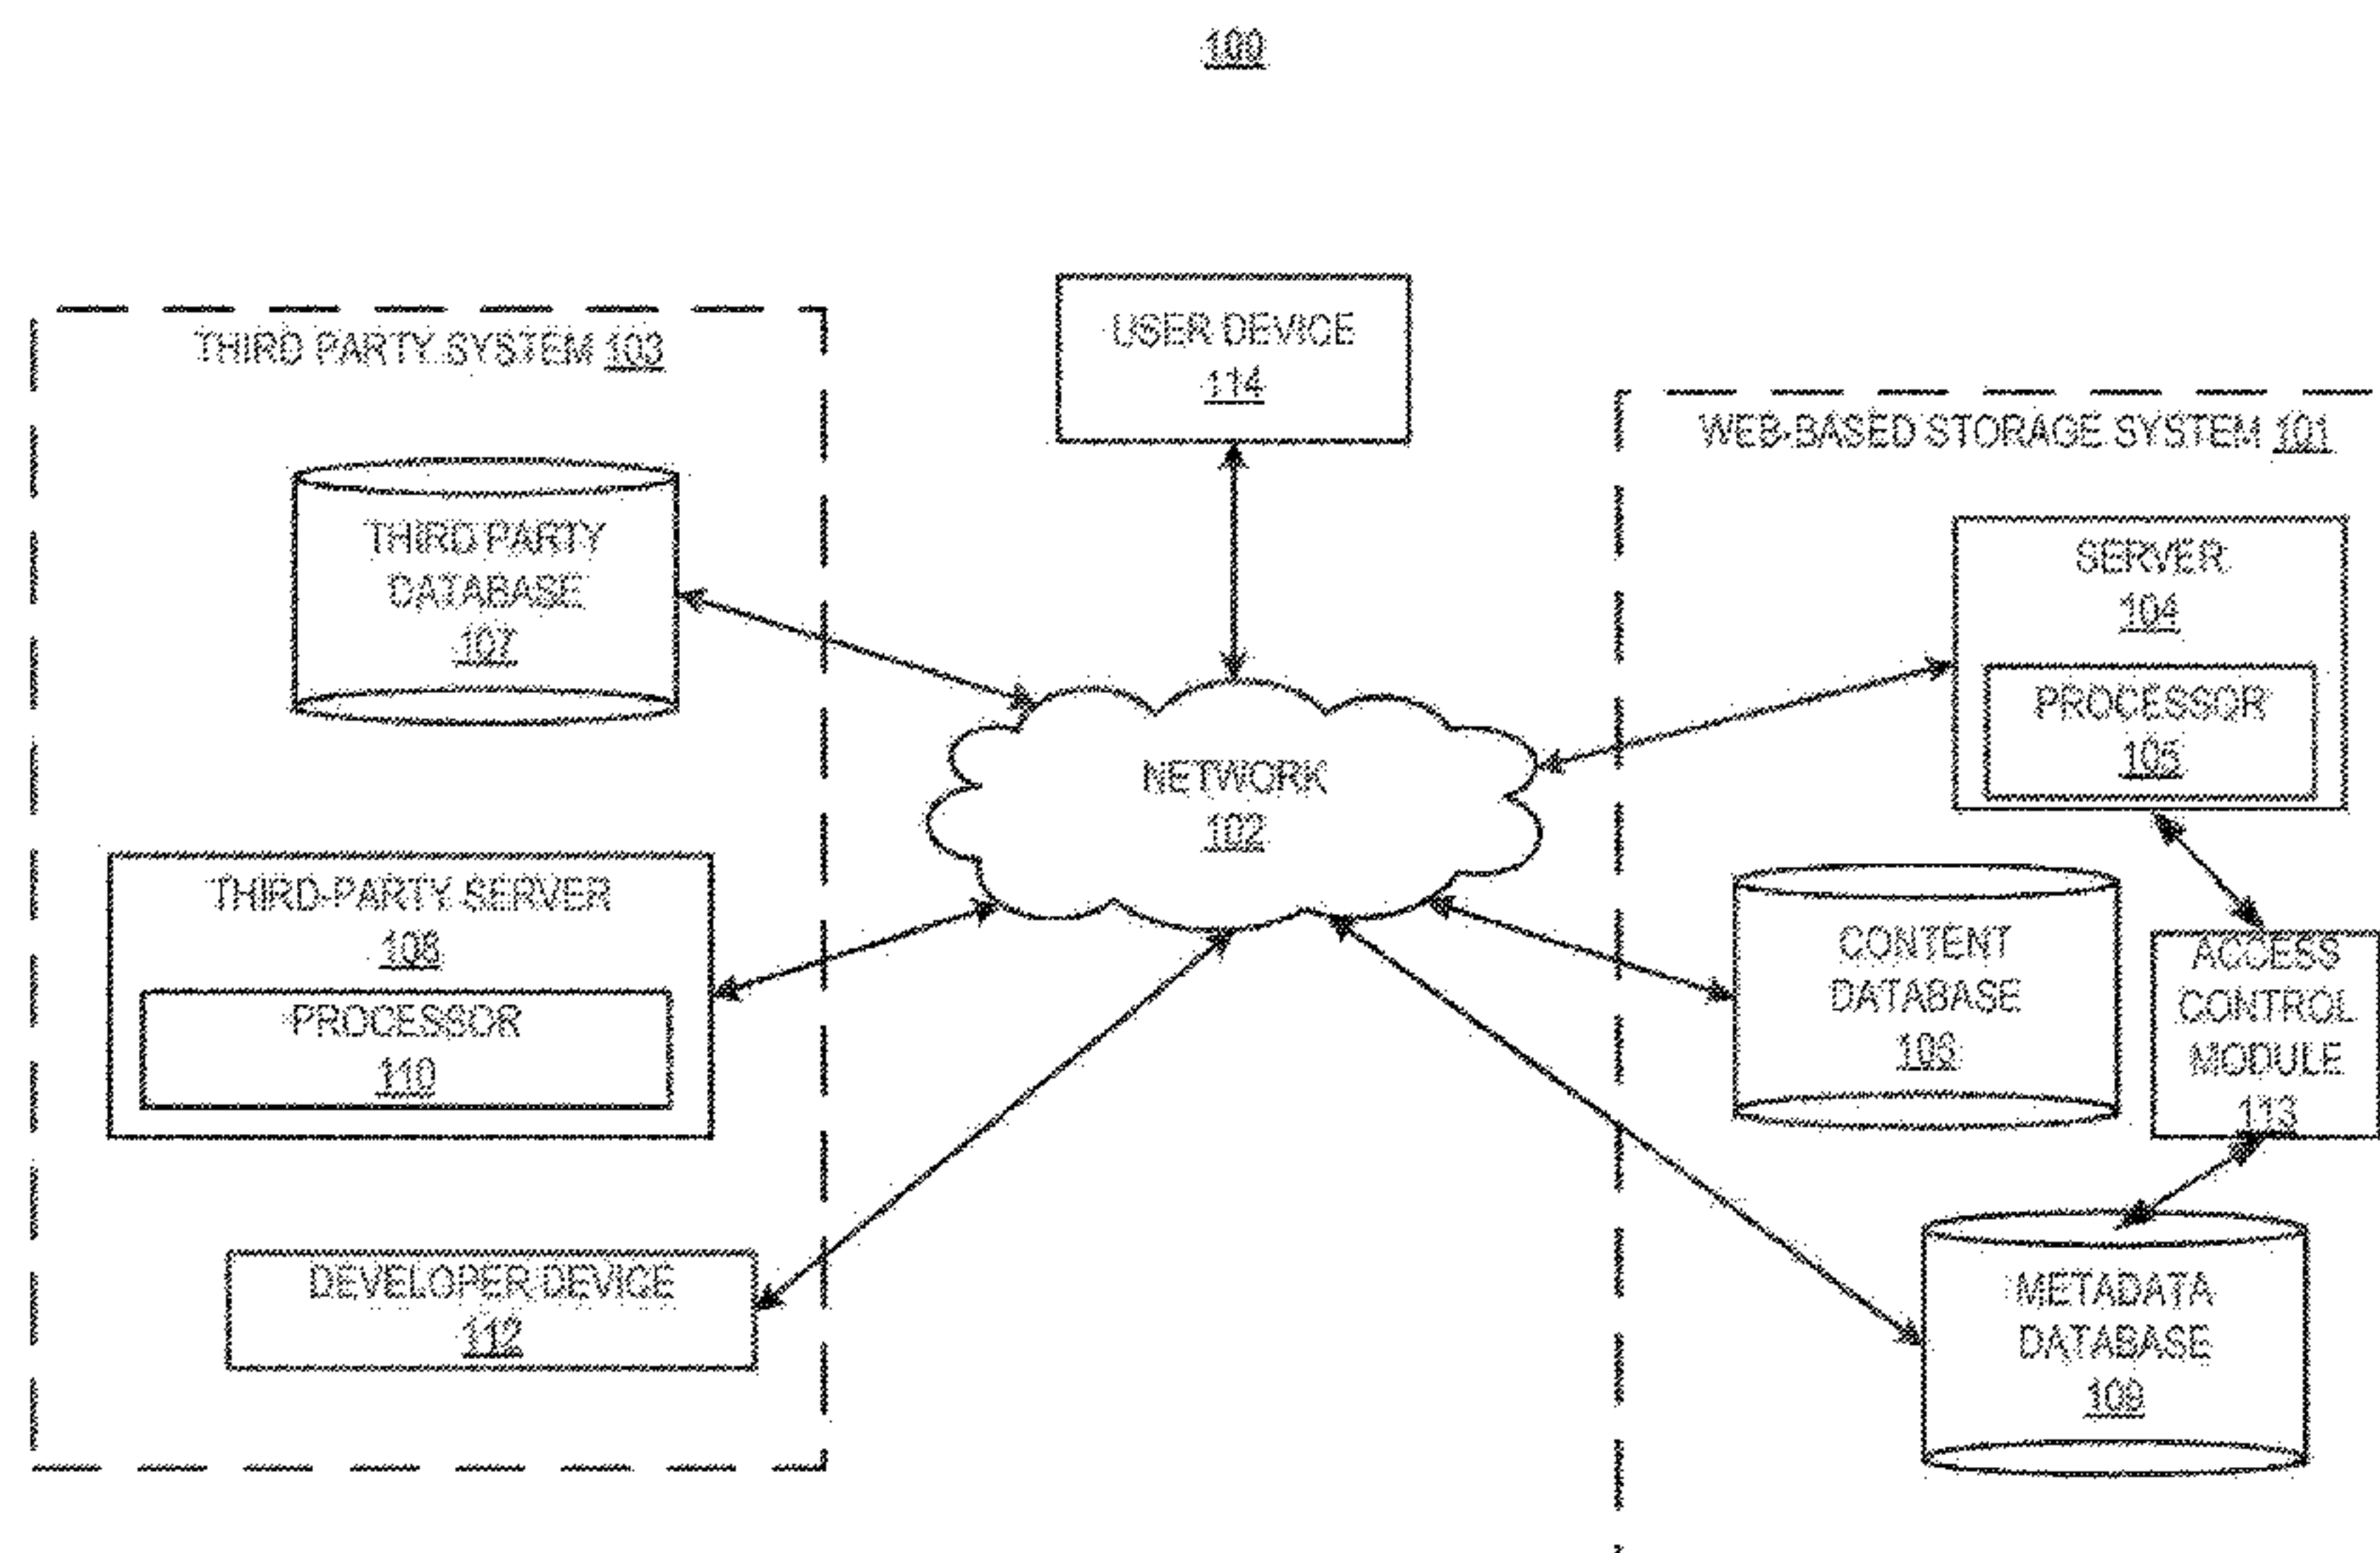 100
THIRD PARTY SYSTEM 103
THIRD PARTY
DATABASE
107
THIRD-PARTY SERVER
108
PROCESSOR
110
DEVELOPER DEVICE
112
USER DEVICE
114
NETWORK
102
WEB-BASED STORAGE SYSTEM 101
SERVER
104
PROCESSOR
105
CONTENT
DATABASE
ACCESS
CONTROL
MODULE
113
METADATA
DATABASE
109